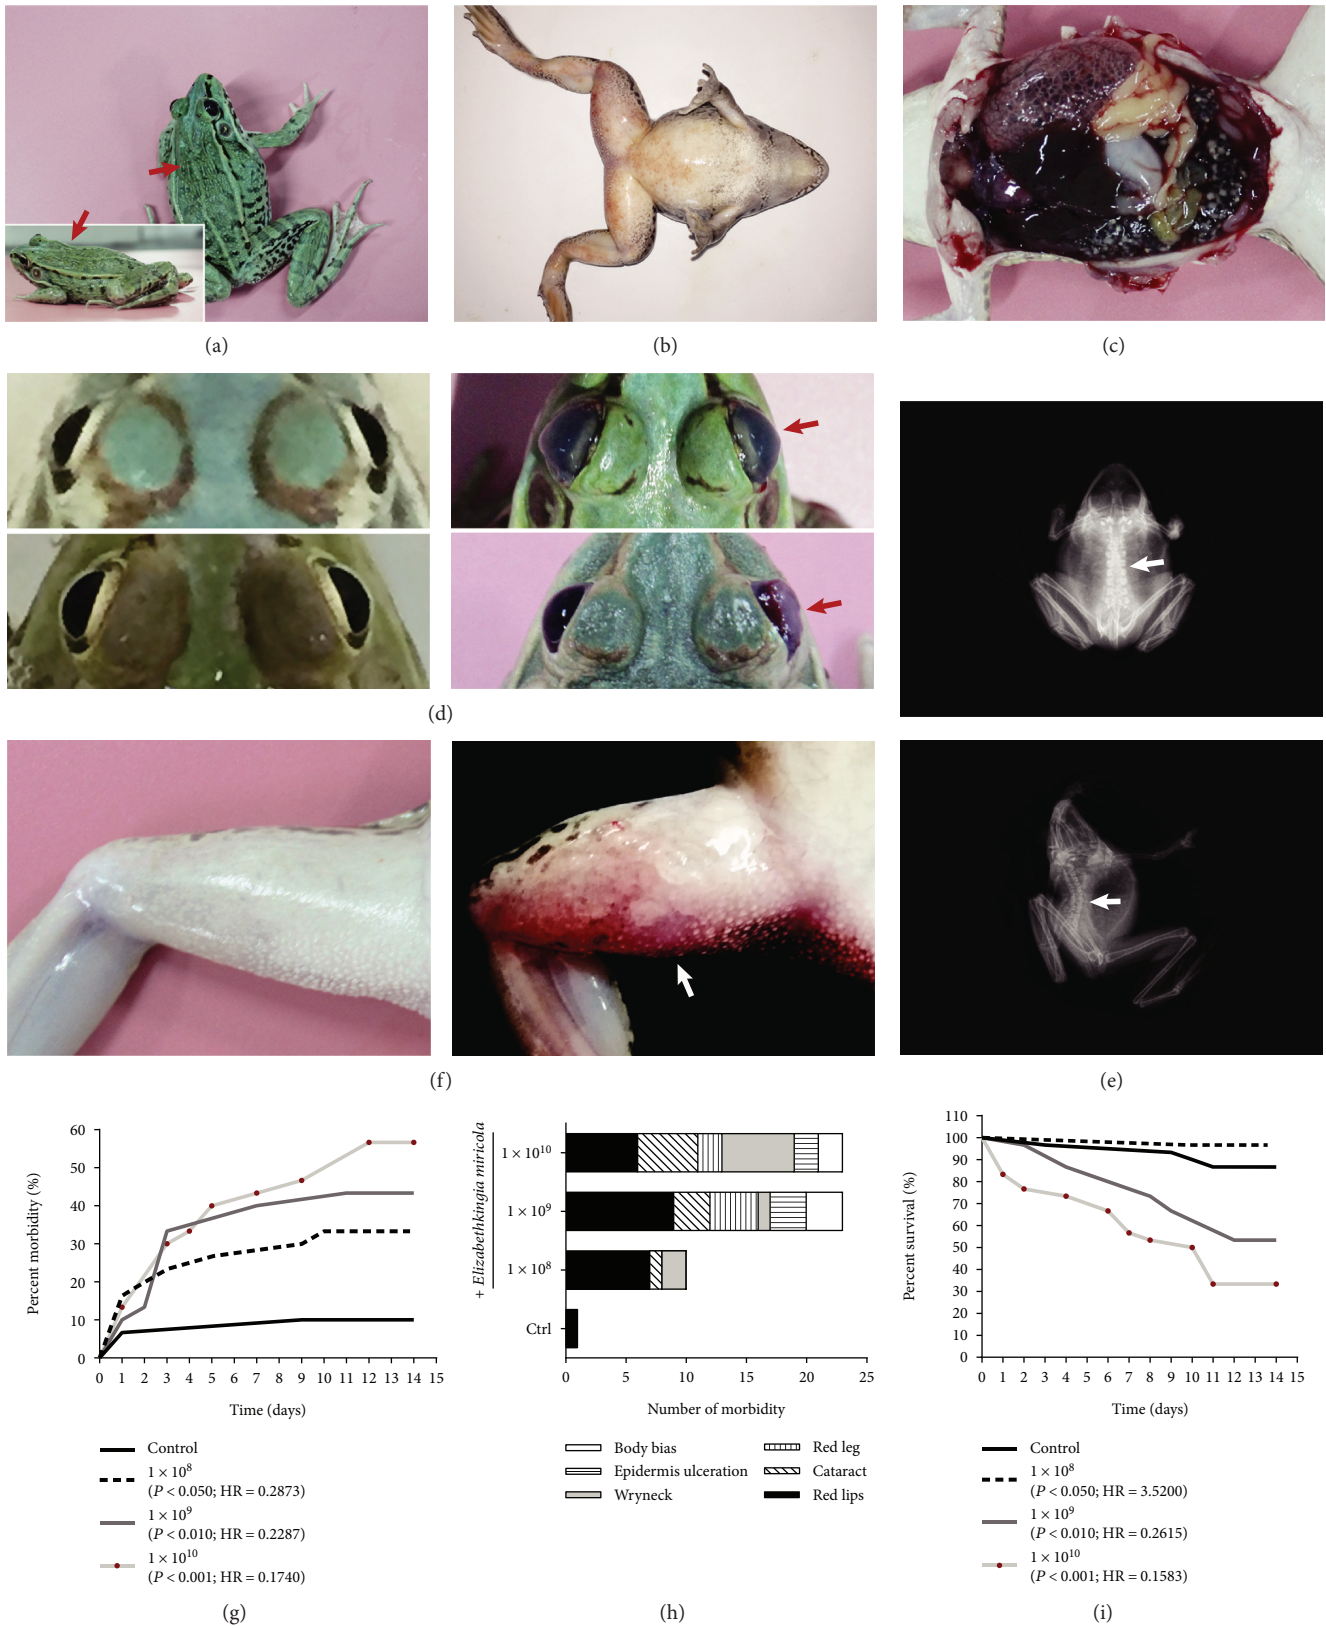 (a)
(b)
(c)
(d)
(e)
(f)
Percent morbidity (%)
60
50
40
30
20
10
0
0 1 2 3 4 5 6 7 8 9 10 11 12 13 14 15
Time (days)
Control
1 × 10⁸
(P < 0.050; HR = 0.2873)
1 × 10⁹
(P < 0.010; HR = 0.2287)
1 × 10¹⁰
(P < 0.001; HR = 0.1740)
(g)
+ Elizabethkingia miricola
1 × 10¹⁰
1 × 10⁹
1 × 10⁸
Ctrl
0 5 10 15 20 25
Number of morbidity
Body bias
Epidermis ulceration
Wryneck
Red leg
Cataract
Red lips
(h)
Percent survival (%)
110
100
90
80
70
60
50
40
30
20
10
0
0 1 2 3 4 5 6 7 8 9 10 11 12 13 14 15
Time (days)
Control
1 × 10⁸
(P < 0.050; HR = 3.5200)
1 × 10⁹
(P < 0.010; HR = 0.2615)
1 × 10¹⁰
(P < 0.001; HR = 0.1583)
(i)